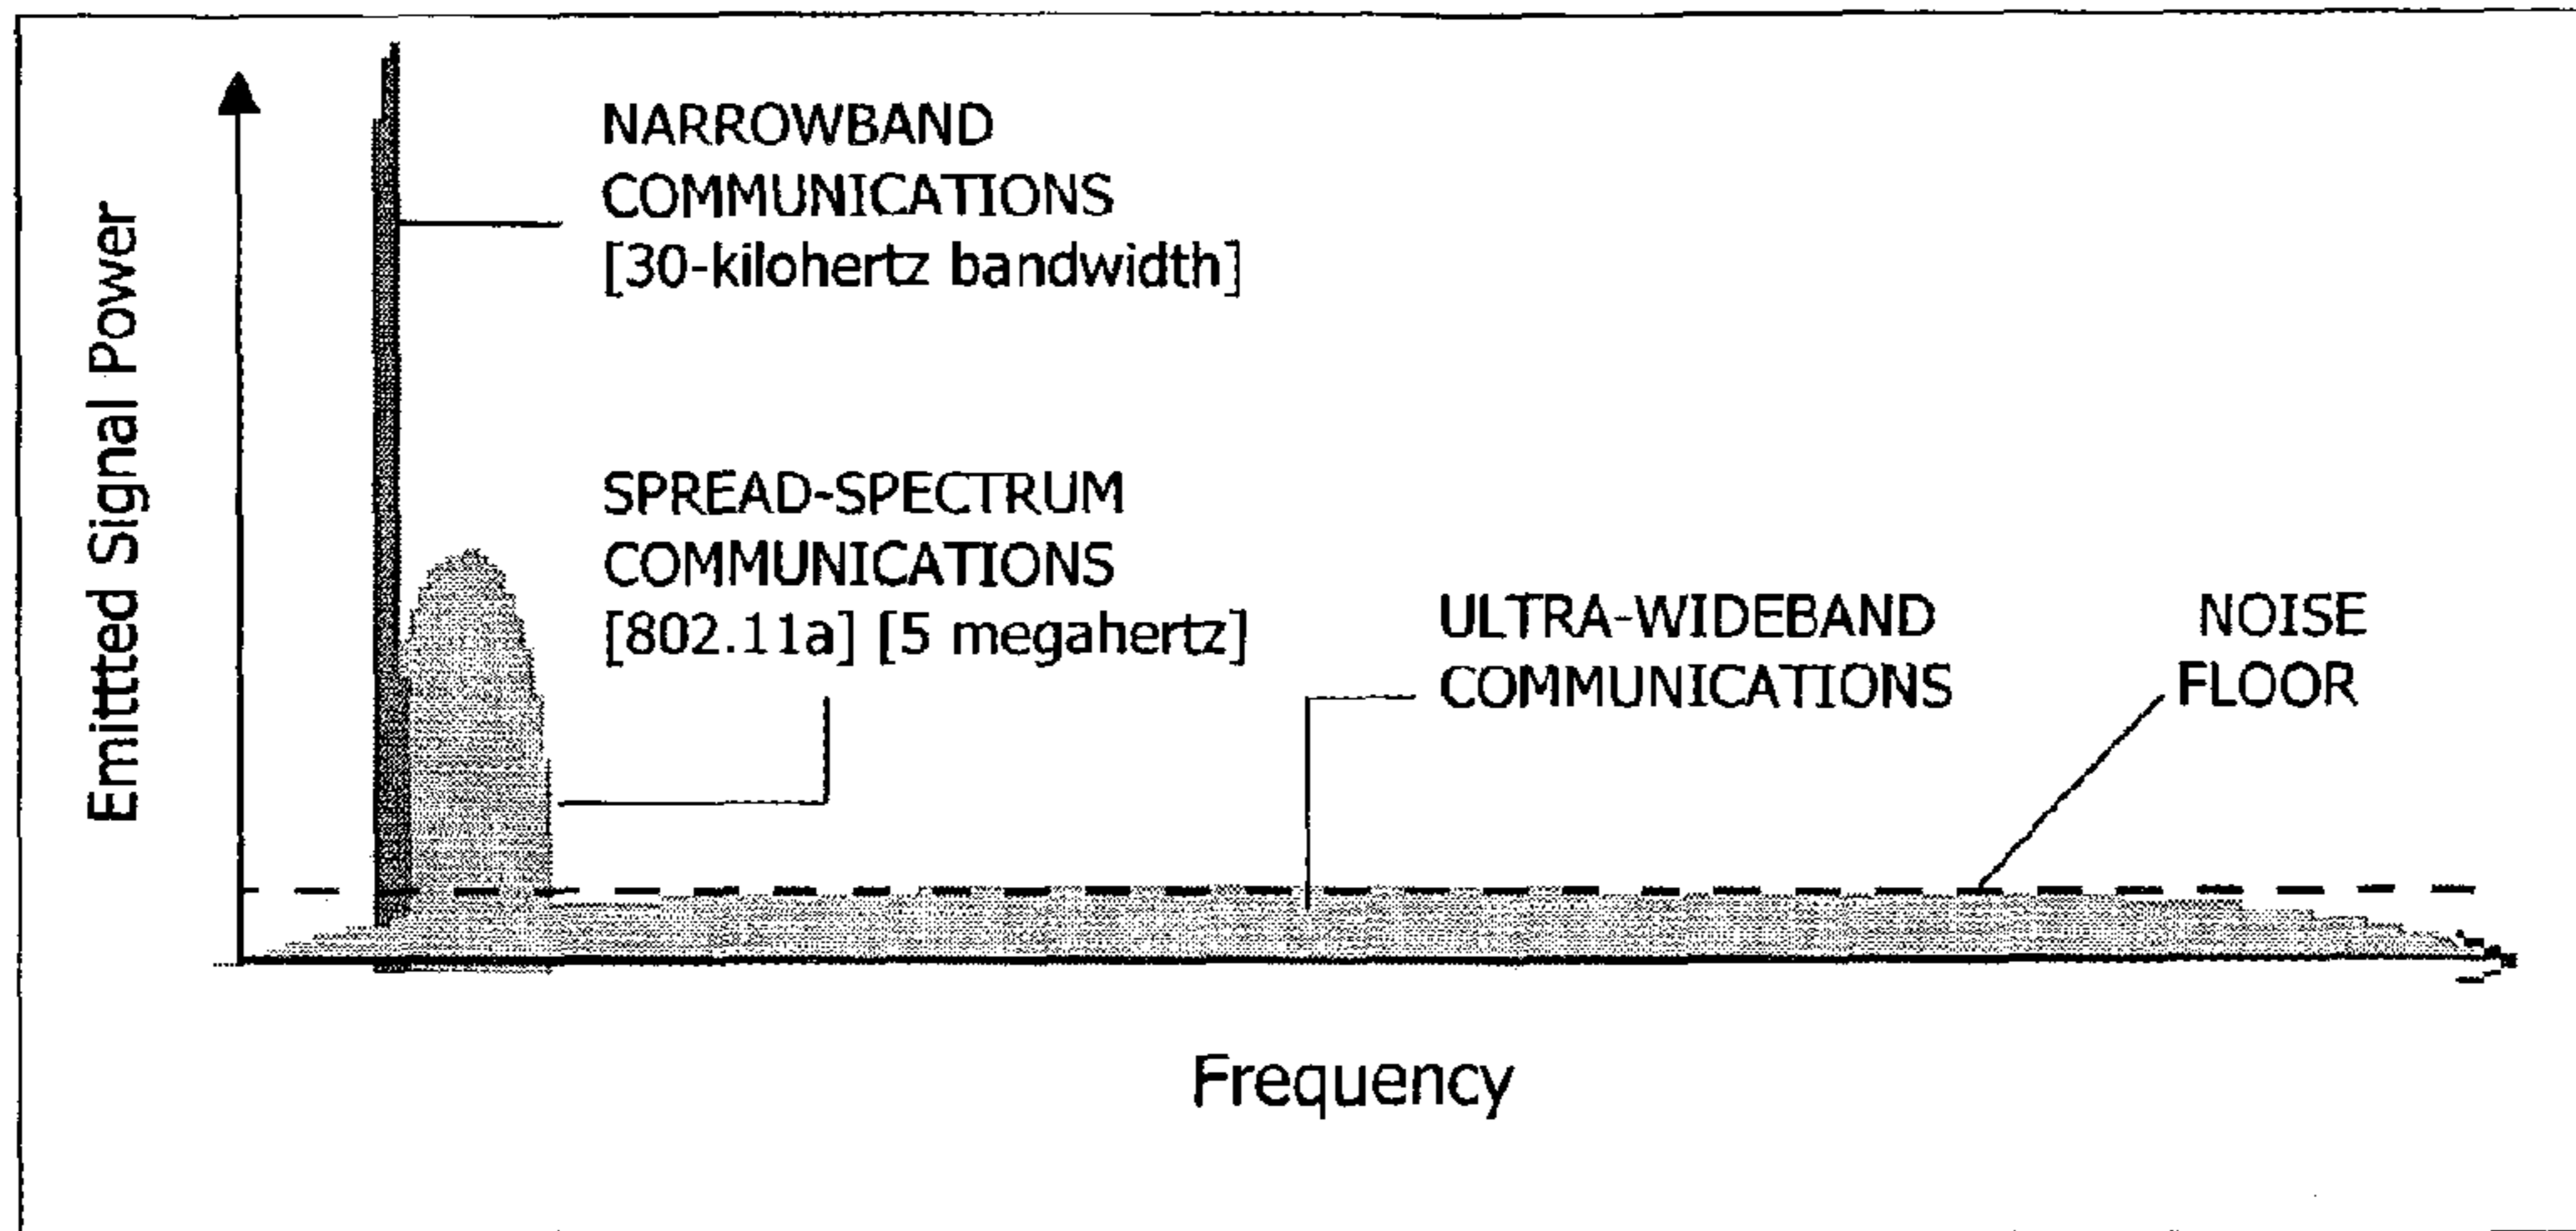 Emittted Signal Power
NARROWBAND
COMMUNICATIONS
[30-kilohertz bandwidth]
SPREAD-SPECTRUM
COMMUNICATIONS
[802.11a] [5 megahertz]
ULTRA-WIDEBAND
COMMUNICATIONS
NOISE
FLOOR
Frequency